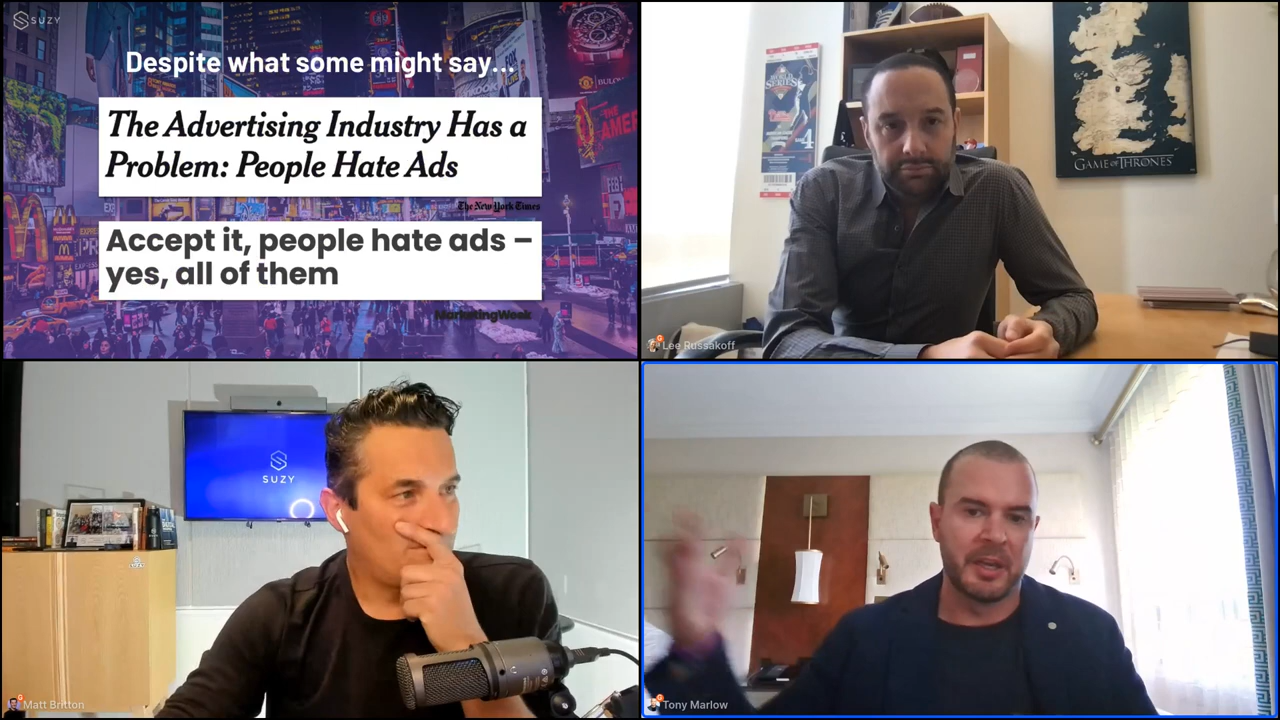 SUZY
Despite what some might say...
The Advertising Industry Has a
Problem: People Hate Ads
The New York Times
Accept it, people hate ads –
yes, all of them
MarketingWeek
WORLD
SERIES
GAME OF THRONES
Lee Russakoff
SUZY
Matt Britton
Tony Marlow